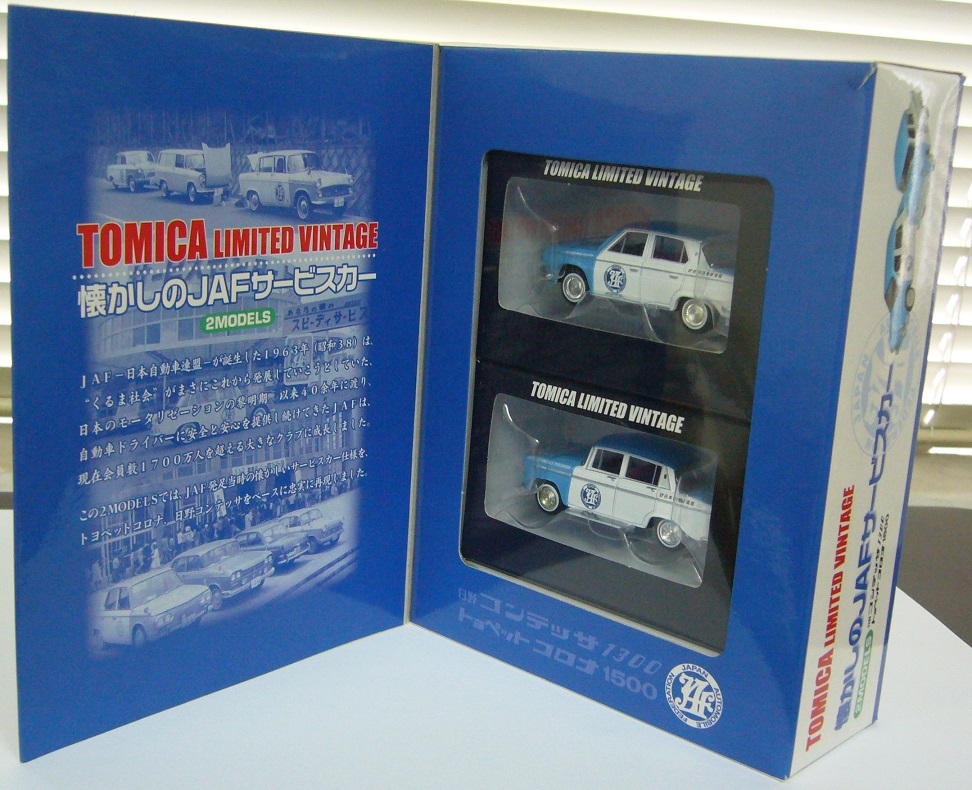 TOMICA LIMITED VINTAGE
懐かしのJAFサービスカー
2MODELS
スピーディサービス
JAF－日本自動車連盟－が誕生した1963年(昭和38)は、
“くるま社会”がまさにこれから発展していこうとしていた、
日本のモータリゼーションの黎明期。以来40余年に渡り、
自動車ドライバーに安全と安心を提供し続けてきたJAFは、
現在会員数1700万人を超える大きなクラブに成長しました。
この2MODELSでは、JAF発足当時の懐かしいサービスカー仕様を、
トヨペットコロナ、日野コンテッサをベースに忠実に再現しました。
TOMICA LIMITED VINTAGE
TOMICA LIMITED VINTAGE
日野コンテッサ1300
トヨペット コロナ1500
JAPAN AUTOMOBILE FEDERATION
JAF
TOMICA LIMITED VINTAGE
懐かしのJAFサービスカー
2MODELS